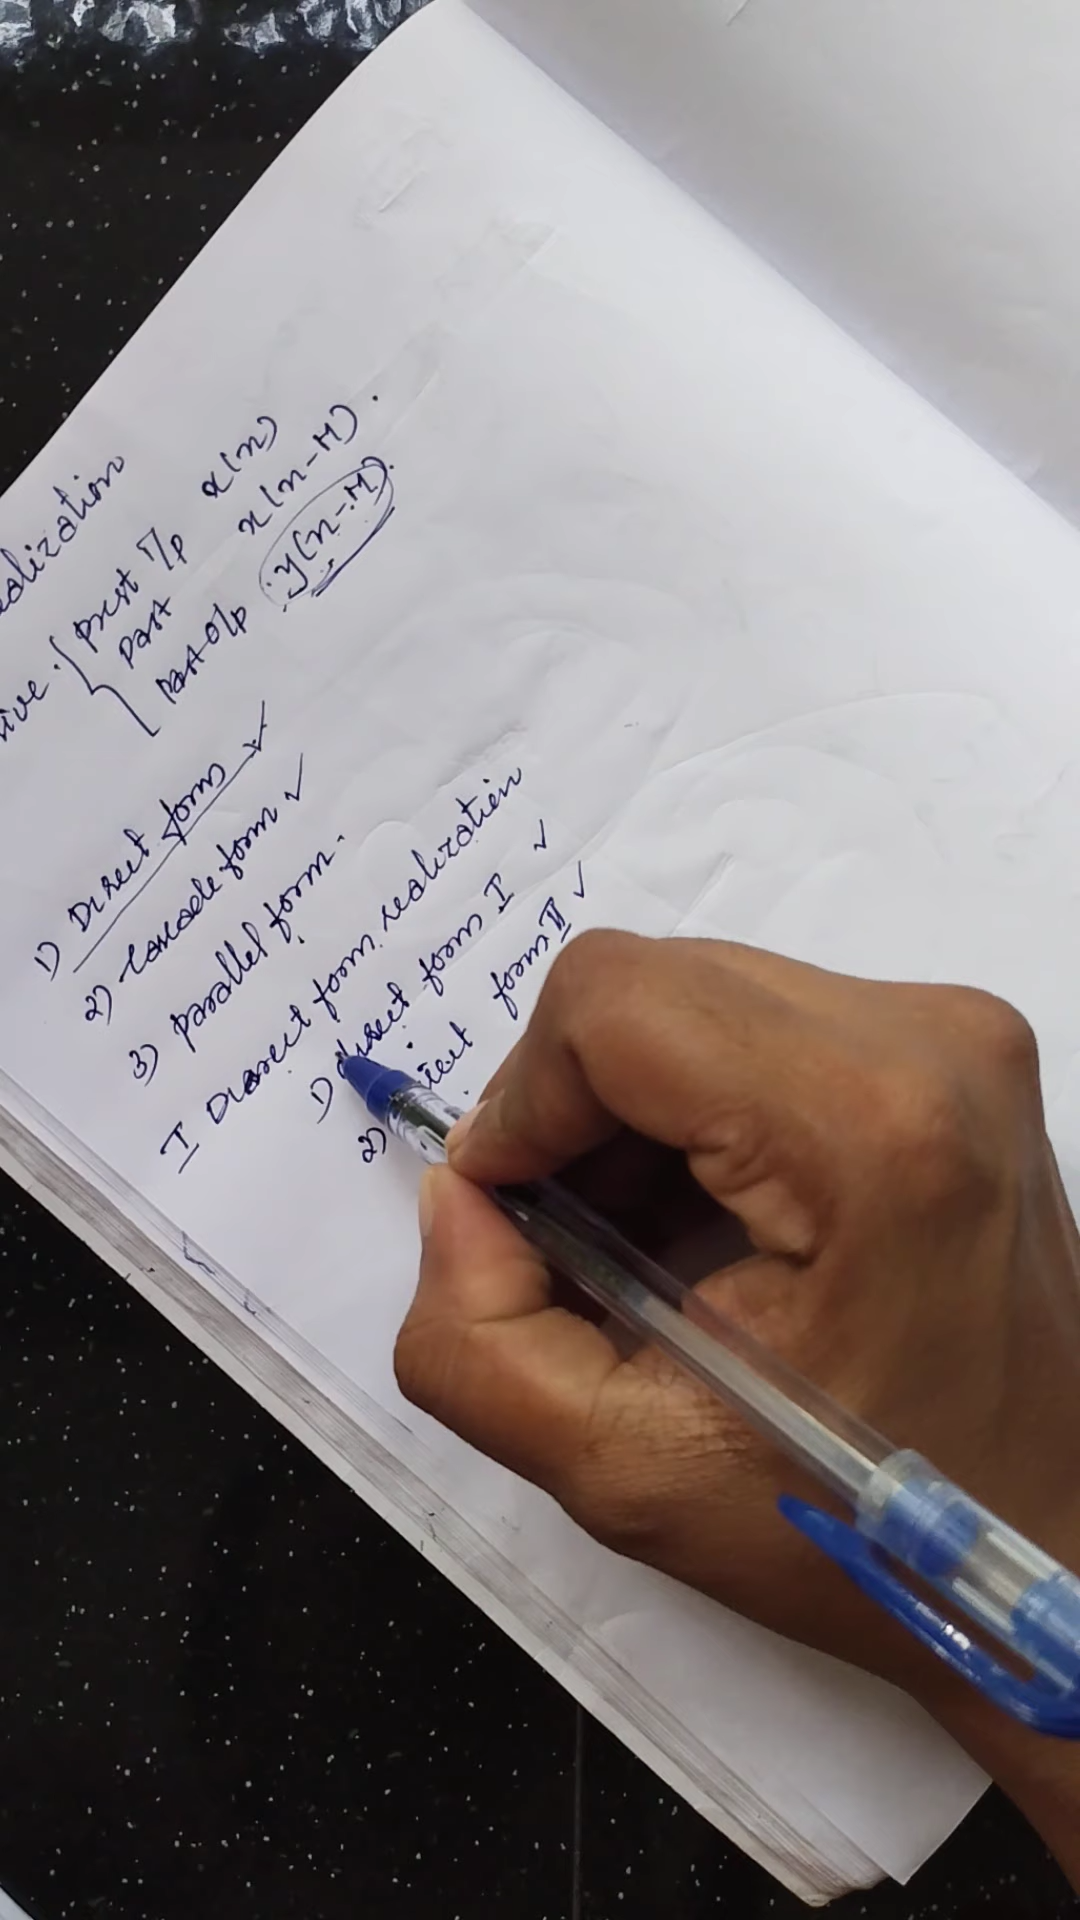 ealization
ive. { Prest I/P x(n)
Past x(n-M).
Past O/P y(n-M).
1) Direct form ✓
2) Cascade form ✓
3) parallel form.
I Direct form realization
1) direct form I ✓
2) form II ✓